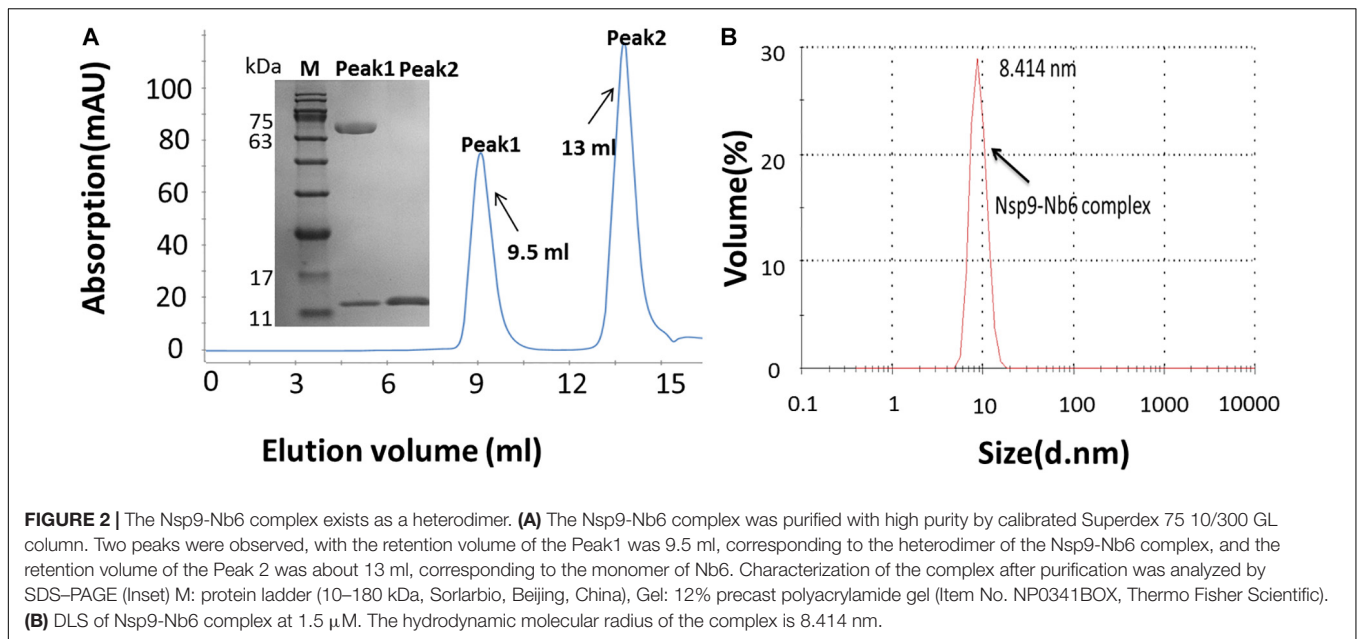 A
B
kDa
M Peak1 Peak2
75
63
17
11
Absorption(mAU)
100
80
60
40
20
0
Peak1
9.5 ml
Peak2
13 ml
0 3 6 9 12 15
Elution volume (ml)
Volume(%)
30
20
10
0
8.414 nm
Nsp9-Nb6 complex
0.1 1 10 100 1000 10000
Size(d.nm)
FIGURE 2 | The Nsp9-Nb6 complex exists as a heterodimer. (A) The Nsp9-Nb6 complex was purified with high purity by calibrated Superdex 75 10/300 GL
column. Two peaks were observed, with the retention volume of the Peak1 was 9.5 ml, corresponding to the heterodimer of the Nsp9-Nb6 complex, and the
retention volume of the Peak 2 was about 13 ml, corresponding to the monomer of Nb6. Characterization of the complex after purification was analyzed by
SDS–PAGE (Inset) M: protein ladder (10–180 kDa, Sorlarbio, Beijing, China), Gel: 12% precast polyacrylamide gel (Item No. NP0341BOX, Thermo Fisher Scientific).
(B) DLS of Nsp9-Nb6 complex at 1.5 μM. The hydrodynamic molecular radius of the complex is 8.414 nm.